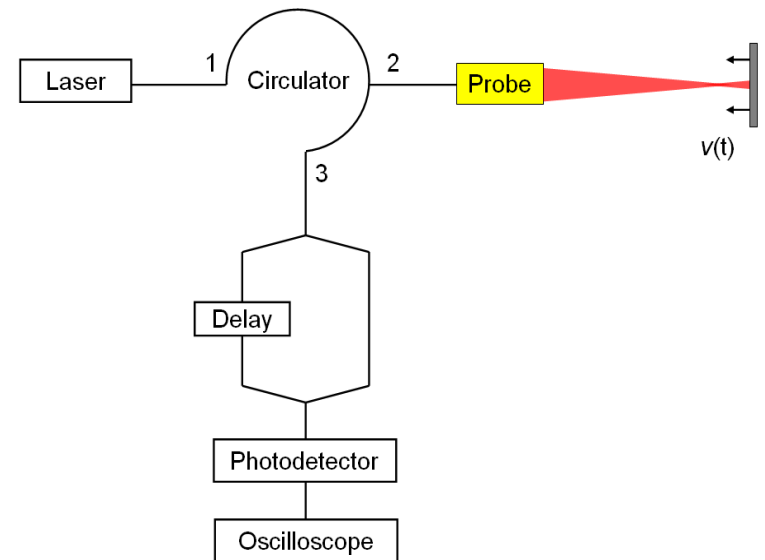 1
2
Laser
Circulator
Probe
v(t)
3
Delay
Photodetector
Oscilloscope